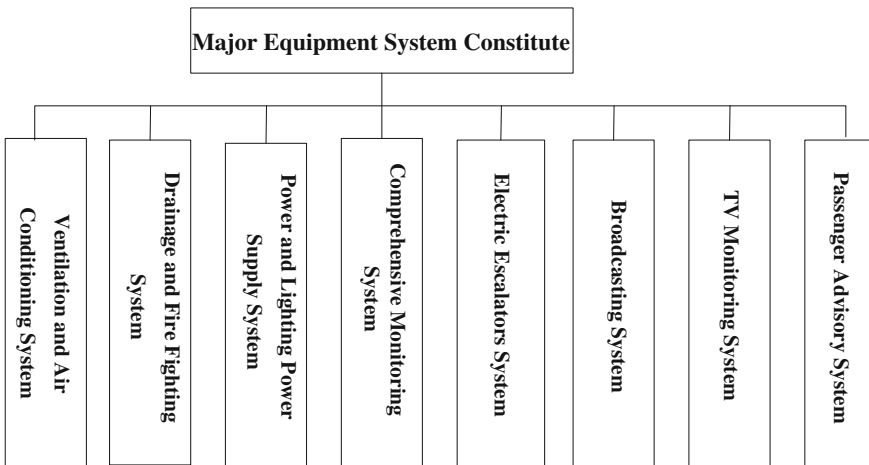 Major Equipment System Constitute
Ventilation and Air
Conditioning System
Drainage and Fire Fighting
System
Power and Lighting Power
Supply System
Comprehensive Monitoring
System
Electric Escalators System
Broadcasting System
TV Monitoring System
Passenger Advisory System